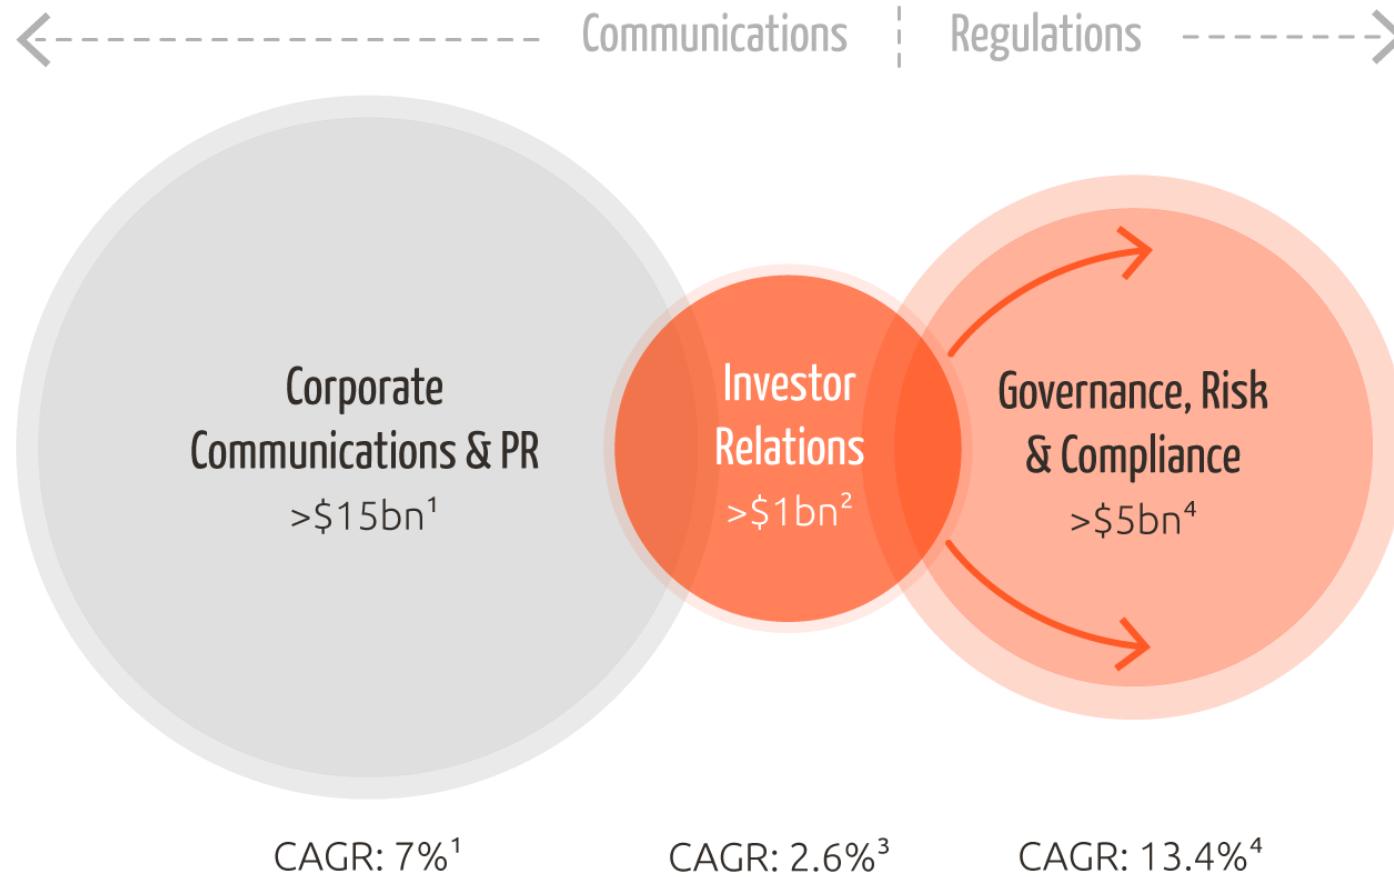 Communications
Regulations
Corporate
Communications & PR
>$15bn¹
Investor
Relations
>$1bn²
Governance, Risk
& Compliance
>$5bn⁴
CAGR: 7%¹
CAGR: 2.6%³
CAGR: 13.4%⁴